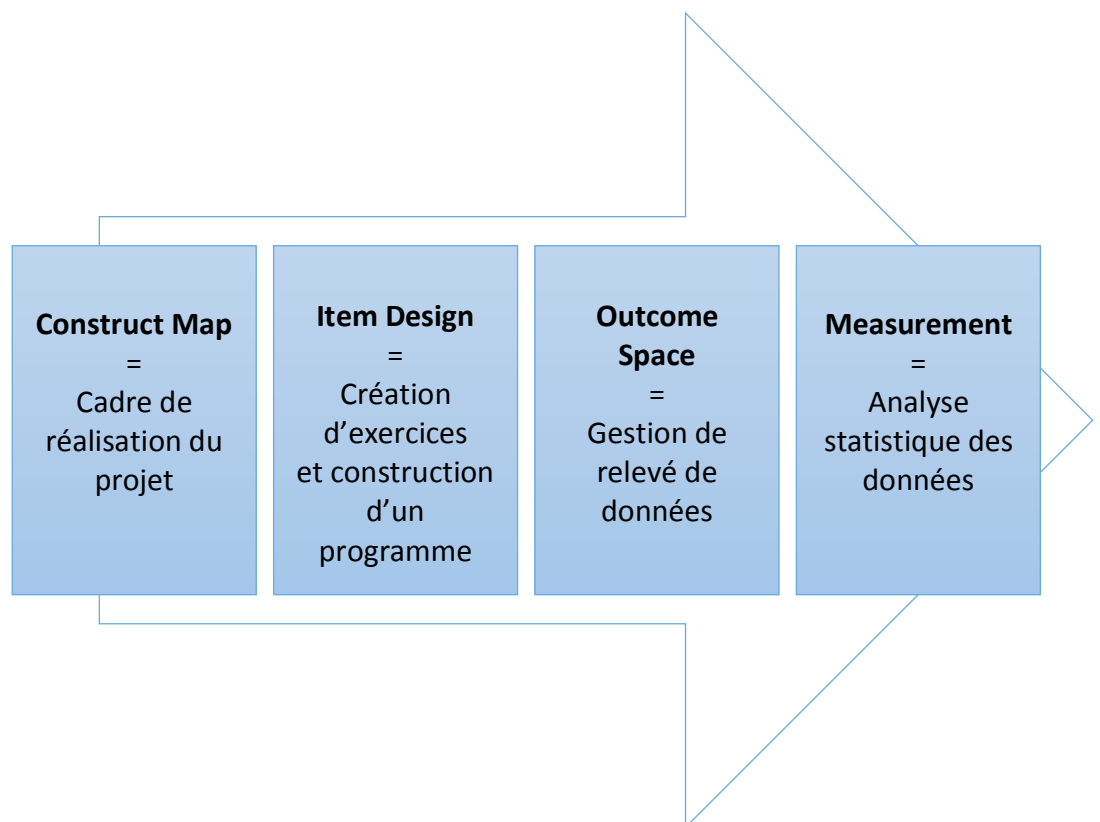 Construct Map
=
Cadre de
réalisation du
projet
Item Design
=
Création
d’exercices
et construction
d’un
programme
Outcome
Space
=
Gestion de
relevé de
données
Measurement
=
Analyse
statistique des
données